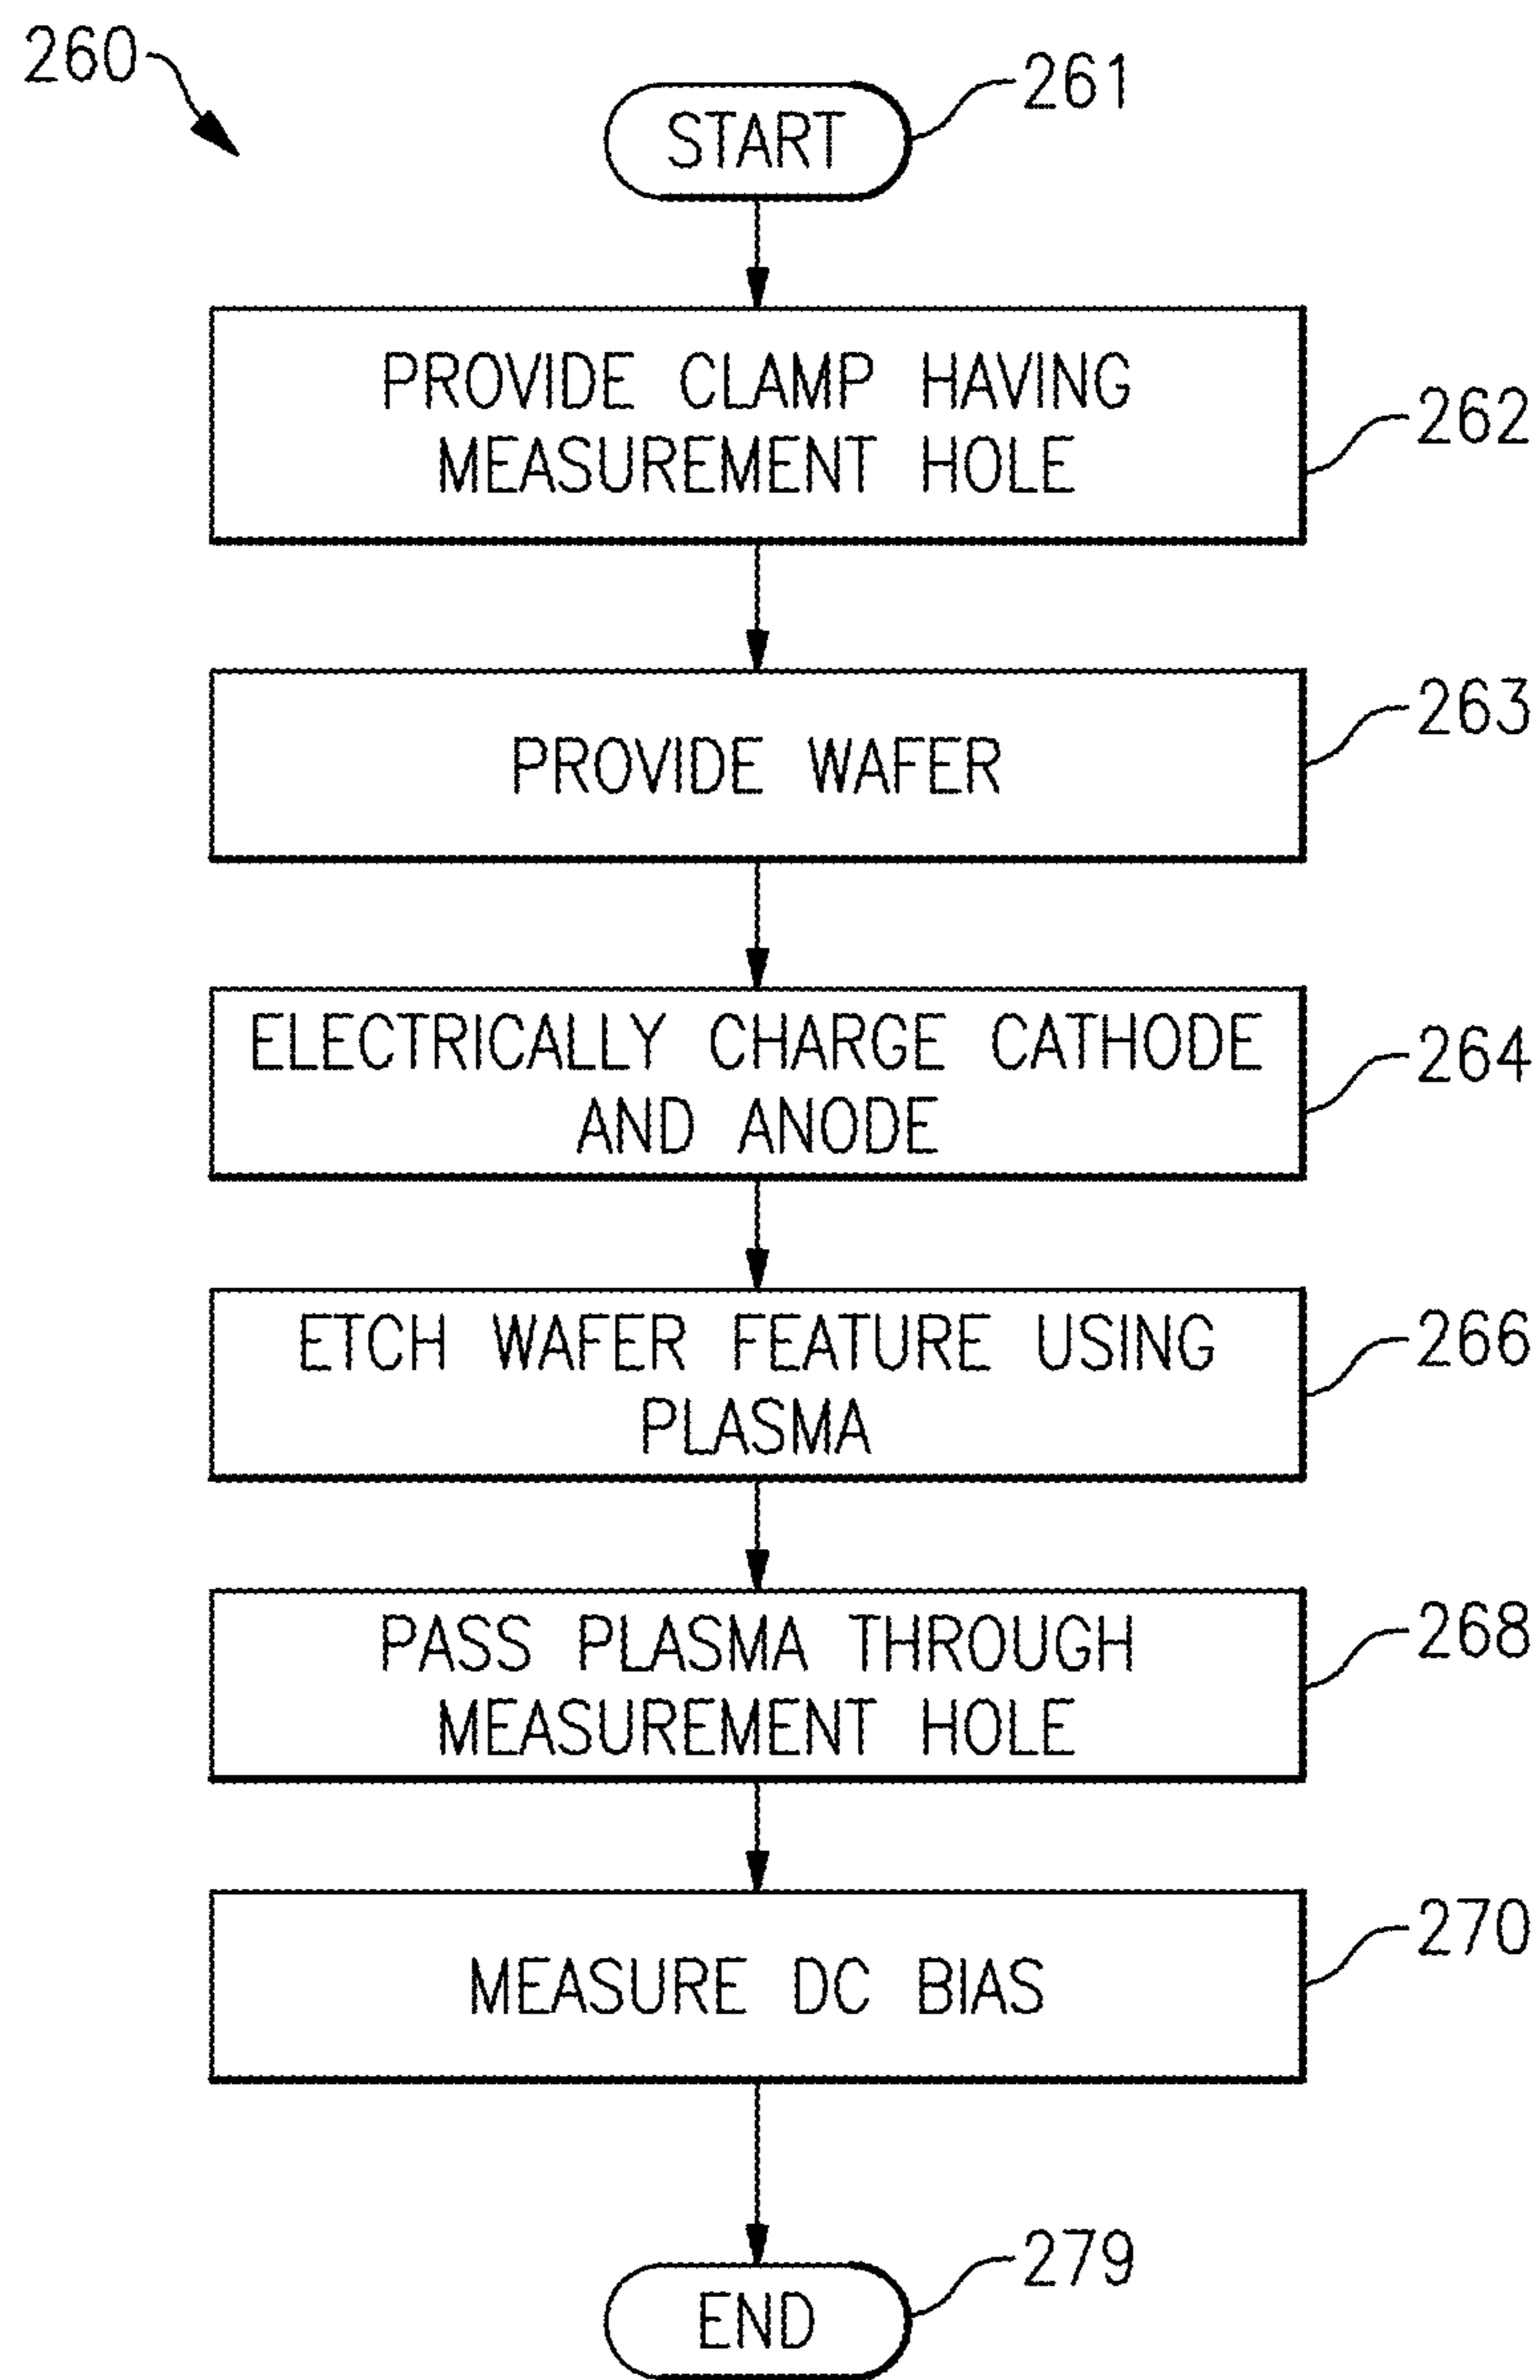 260
START
261
PROVIDE CLAMP HAVING
MEASUREMENT HOLE
262
PROVIDE WAFER
263
ELECTRICALLY CHARGE CATHODE
AND ANODE
264
ETCH WAFER FEATURE USING
PLASMA
266
PASS PLASMA THROUGH
MEASUREMENT HOLE
268
MEASURE DC BIAS
270
END
279